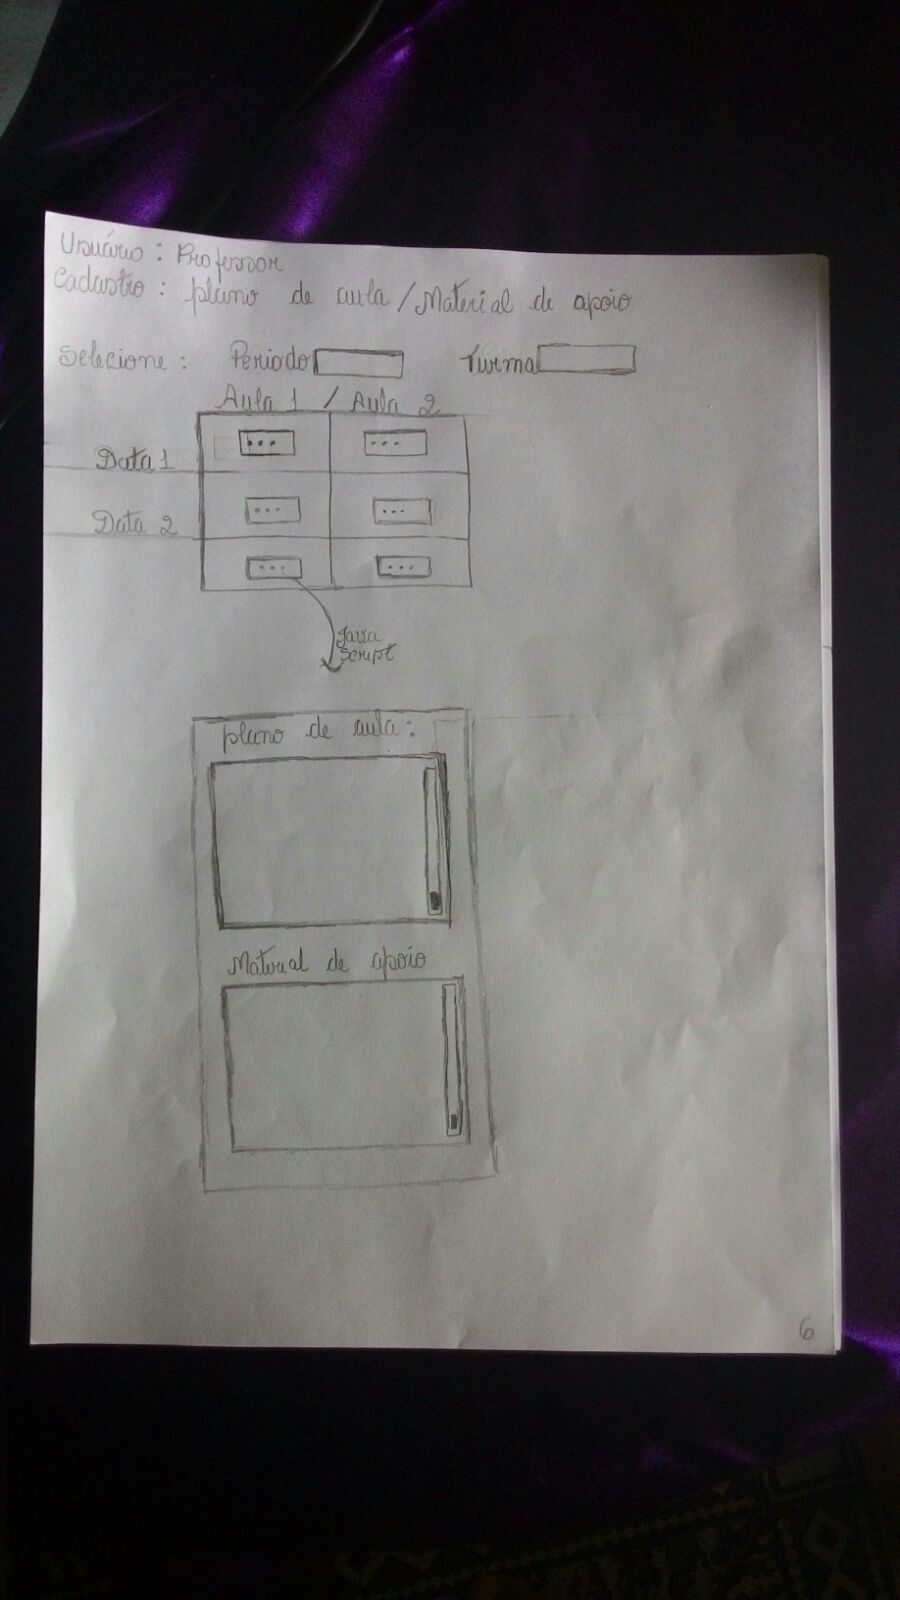 Usuário : Professor
Cadastro : plano de aula / Material de apoio
Selecione : Periodo Turma
Aula 1 / Aula 2
... ...
Data 1
... ...
Data 2
... ...
Java
Script
plano de aula :
Material de apoio
6